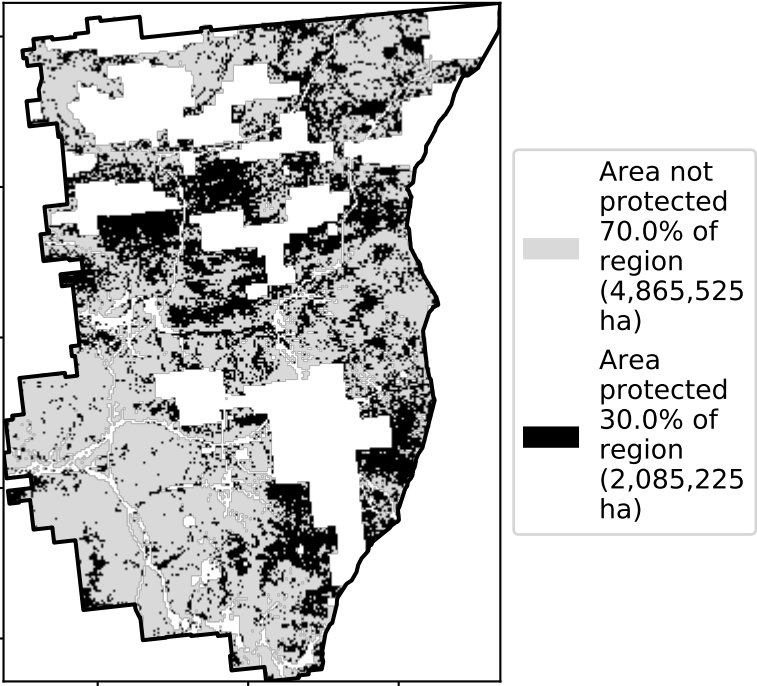 Area not
protected
70.0% of
region
(4,865,525
ha)
Area
protected
30.0% of
region
(2,085,225
ha)